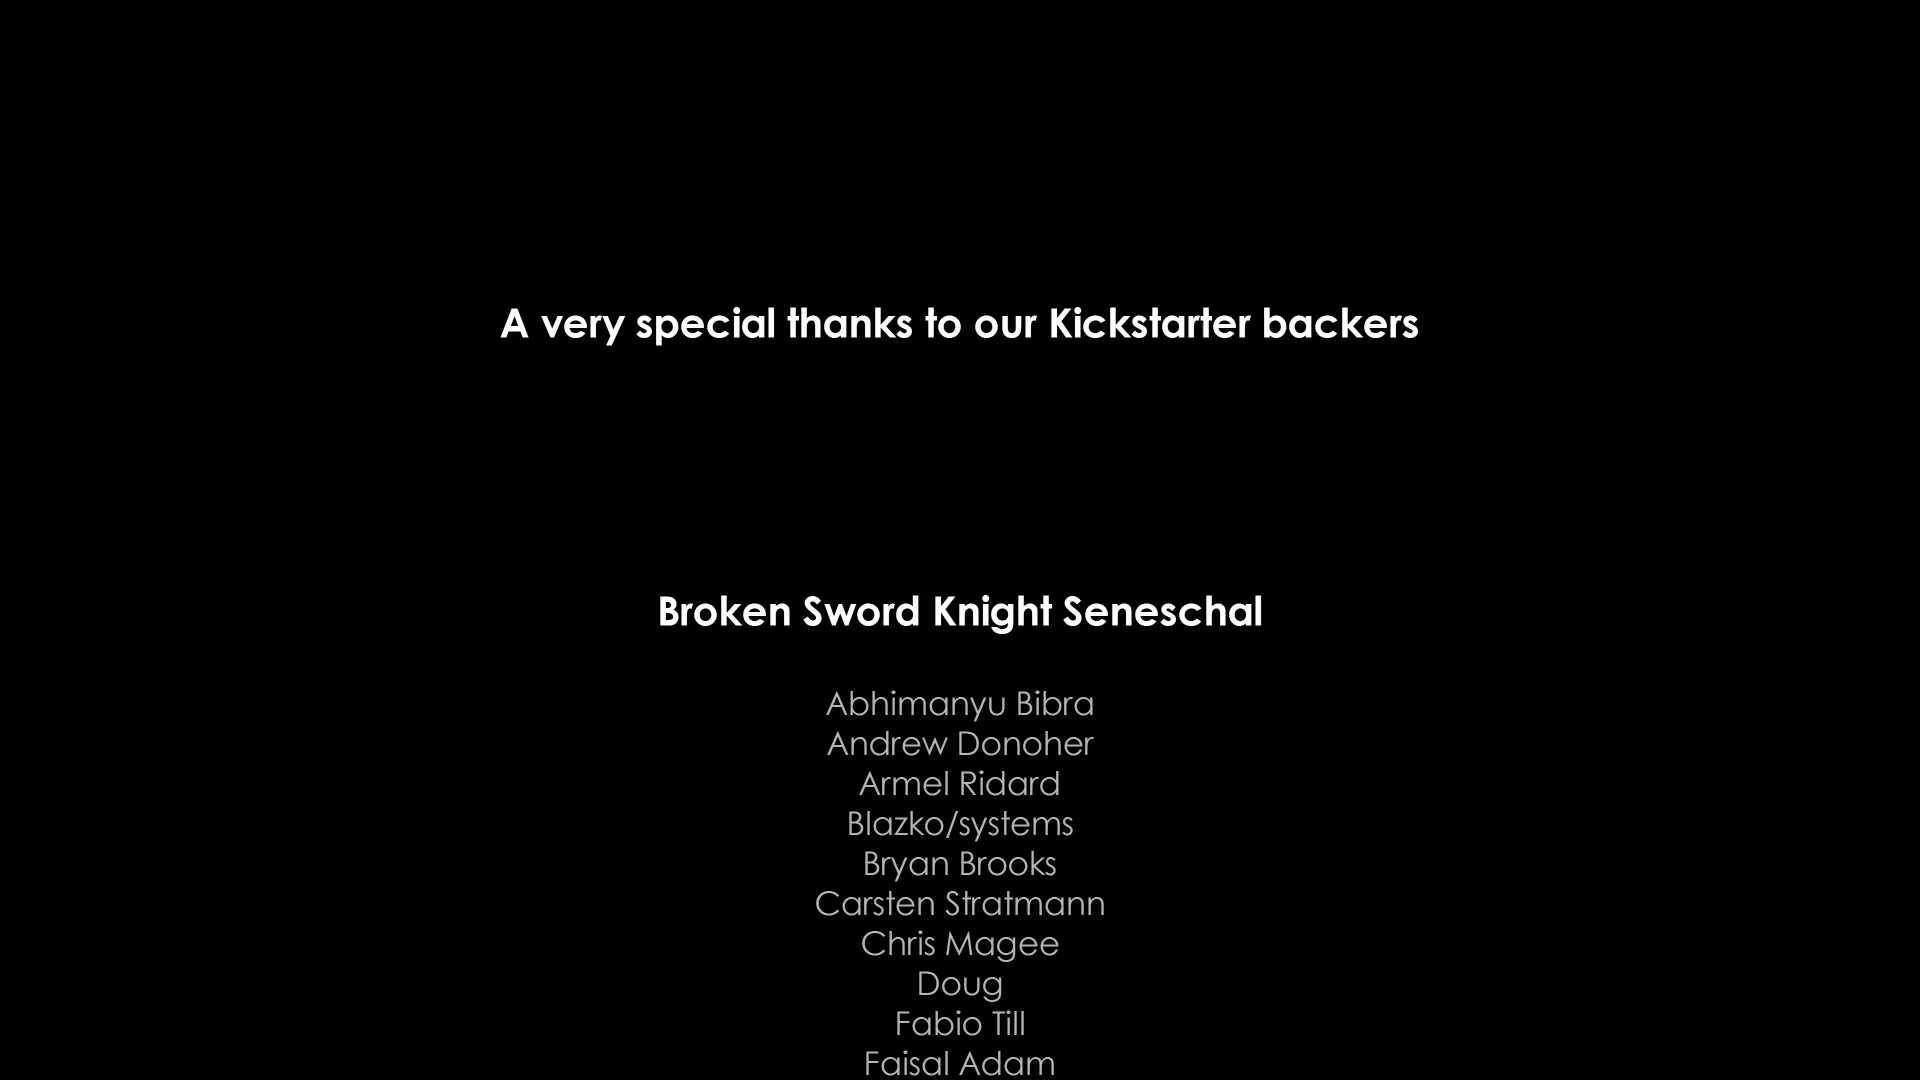 A very special thanks to our Kickstarter backers
Broken Sword Knight Seneschal
Abhimanyu Bibra
Andrew Donoher
Armel Ridard
Blazko/systems
Bryan Brooks
Carsten Stratmann
Chris Magee
Doug
Fabio Till
Faisal Adam